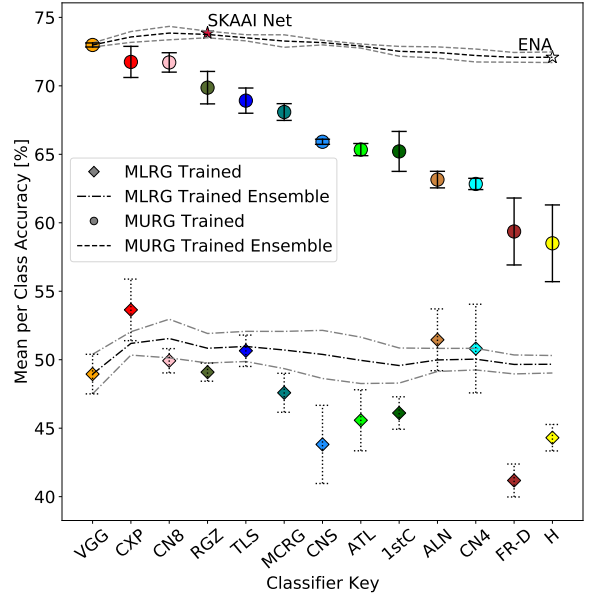 SKAAI Net
ENA
75
70
65
60
55
50
45
40
Mean per Class Accuracy [%]
MLRG Trained
MLRG Trained Ensemble
MURG Trained
MURG Trained Ensemble
VGG
CXP
CN8
RGZ
TLS
MCRG
CNS
ATL
1stC
ALN
CN4
FR-D
H
Classifier Key